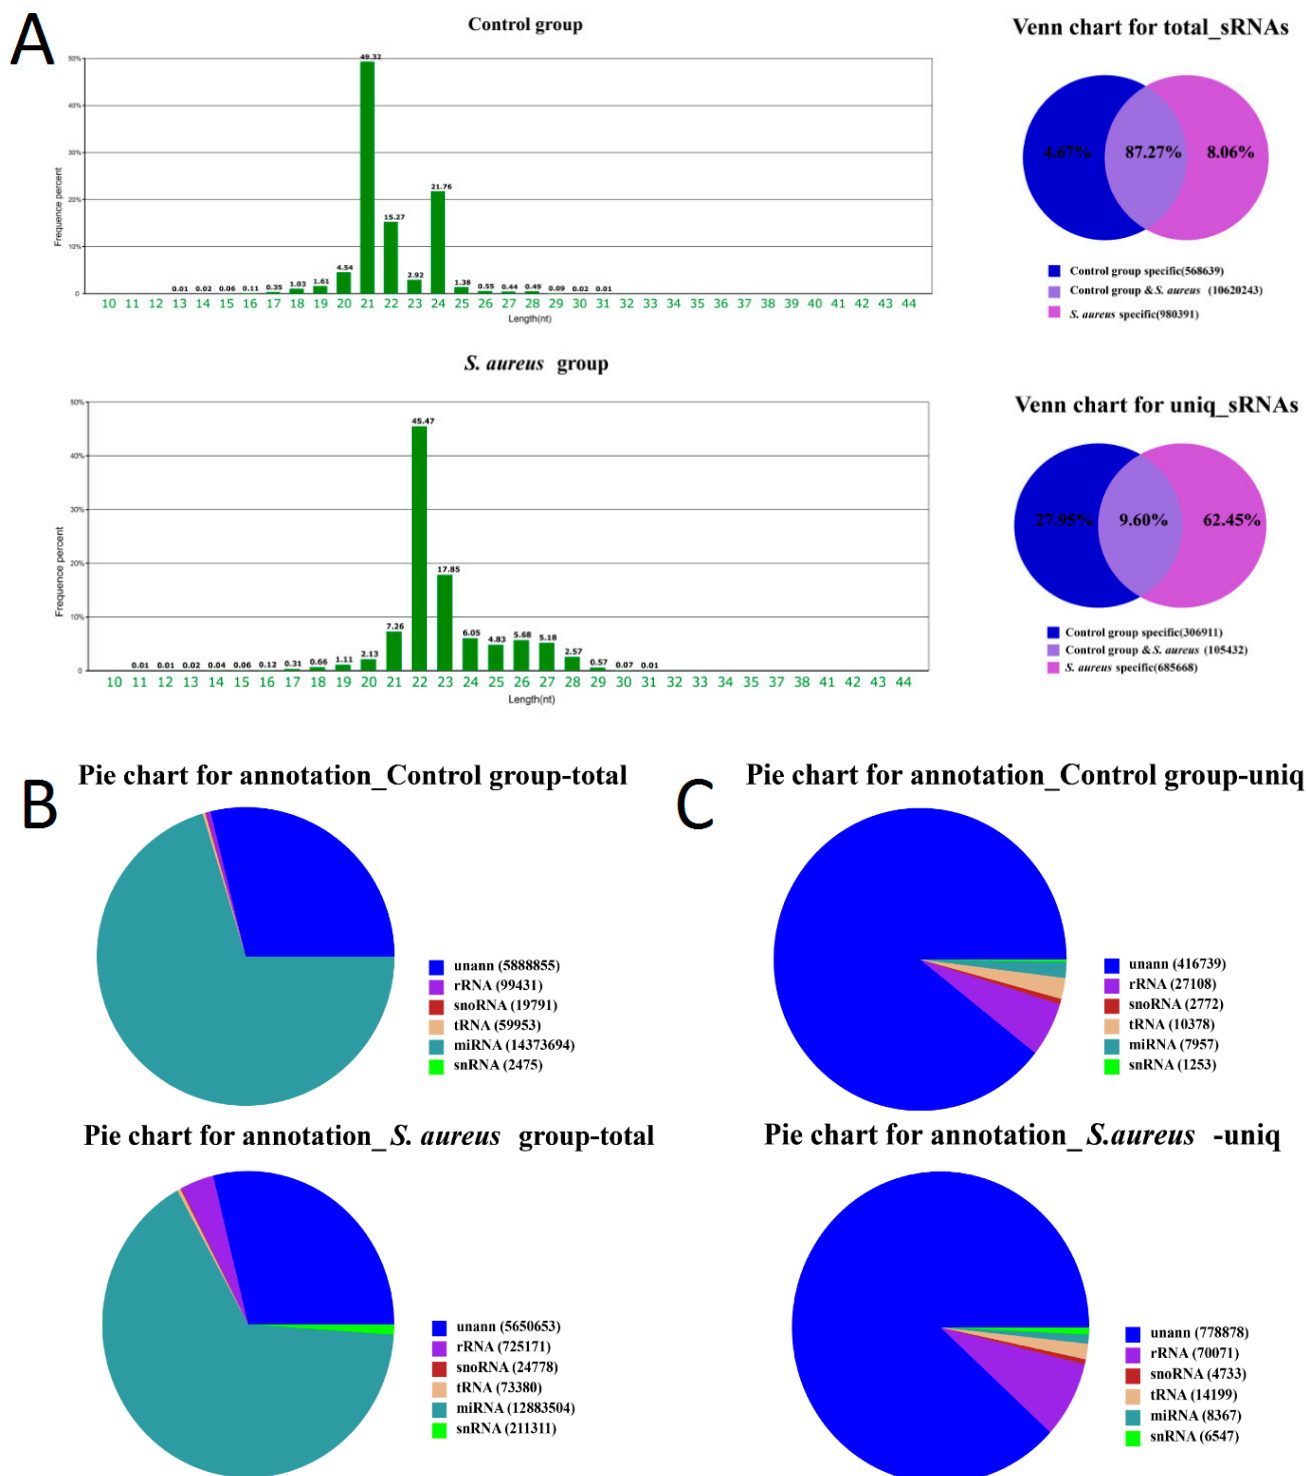 A
Control group
Frequence percent
50%
40%
30%
20%
10%
0
0.01 0.02 0.06 0.11 0.35 1.03 1.61 4.54 49.32 15.27 2.92 21.76 1.38 0.55 0.44 0.49 0.09 0.02 0.01
10 11 12 13 14 15 16 17 18 19 20 21 22 23 24 25 26 27 28 29 30 31 32 33 34 35 36 37 38 39 40 41 42 43 44
Length(nt)
Venn chart for total_sRNAs
4.67% 87.27% 8.06%
Control group specific(568639)
Control group & S. aureus (10620243)
S. aureus specific(980391)
S. aureus group
Frequence percent
50%
40%
30%
20%
10%
0
0.01 0.01 0.02 0.04 0.06 0.12 0.31 0.66 1.11 2.13 7.26 45.47 17.85 6.05 4.83 5.68 5.18 2.57 0.57 0.07 0.01
10 11 12 13 14 15 16 17 18 19 20 21 22 23 24 25 26 27 28 29 30 31 32 33 34 35 37 38 41 42 43 44
Length(nt)
Venn chart for uniq_sRNAs
27.95% 9.60% 62.45%
Control group specific(306911)
Control group & S. aureus (105432)
S. aureus specific(685668)
B
Pie chart for annotation_Control group-total
unann (5888855)
rRNA (99431)
snoRNA (19791)
tRNA (59953)
miRNA (14373694)
snRNA (2475)
Pie chart for annotation_ S. aureus group-total
unann (5650653)
rRNA (725171)
snoRNA (24778)
tRNA (73380)
miRNA (12883504)
snRNA (211311)
C
Pie chart for annotation_Control group-uniq
unann (416739)
rRNA (27108)
snoRNA (2772)
tRNA (10378)
miRNA (7957)
snRNA (1253)
Pie chart for annotation_ S.aureus -uniq
unann (778878)
rRNA (70071)
snoRNA (4733)
tRNA (14199)
miRNA (8367)
snRNA (6547)